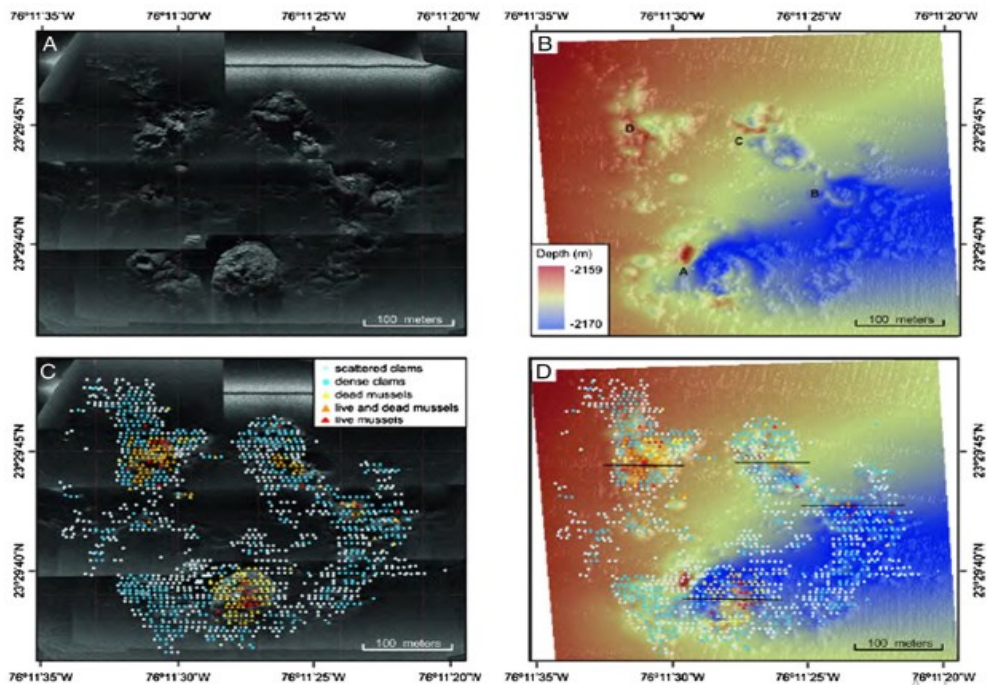 76°11'35"W 76°11'30"W 76°11'25"W 76°11'20"W 76°11'35"W 76°11'30"W 76°11'25"W 76°11'20"W
A
23°29'45"N
23°29'40"N
100 meters
B
D
C
B
A
Depth (m)
-2159
-2170
23°29'45"N
23°29'40"N
100 meters
C
scattered clams
dense clams
dead mussels
live and dead mussels
live mussels
23°29'45"N
23°29'40"N
100 meters
D
23°29'45"N
23°29'40"N
100 meters
76°11'35"W 76°11'30"W 76°11'25"W 76°11'20"W 76°11'35"W 76°11'30"W 76°11'25"W 76°11'20"W